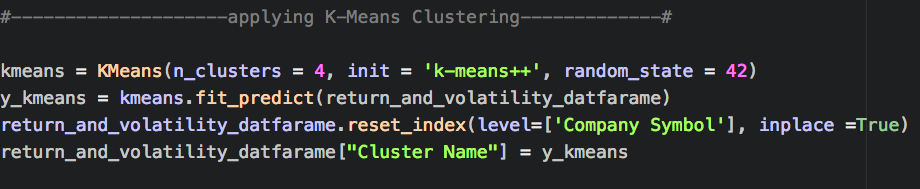 #--------------------applying K-Means Clustering-------------#
kmeans = KMeans(n_clusters = 4, init = 'k-means++', random_state = 42)
y_kmeans = kmeans.fit_predict(return_and_volatility_datfarame)
return_and_volatility_datfarame.reset_index(level=['Company Symbol'], inplace =True)
return_and_volatility_datfarame["Cluster Name"] = y_kmeans